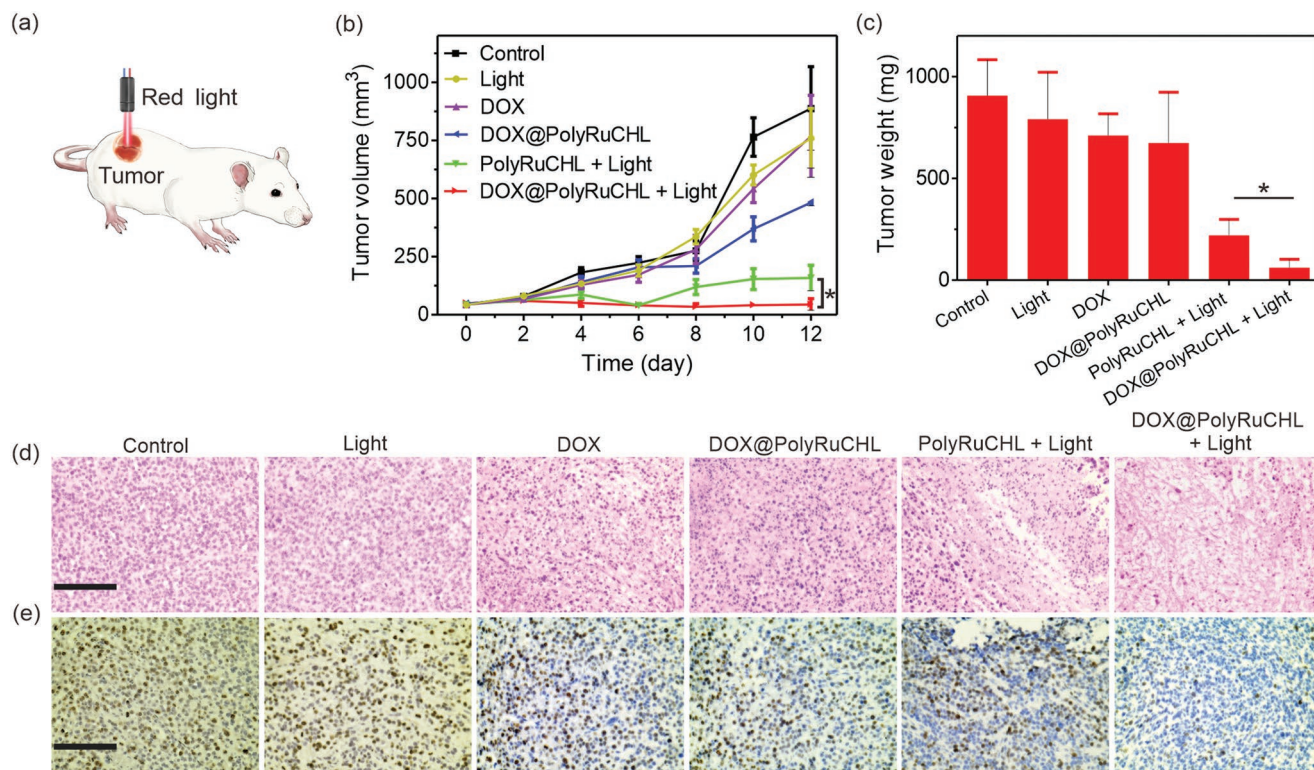 (a)
Red light
Tumor
(b)
Tumor volume (mm³)
1000
750
500
250
0
Control
Light
DOX
DOX@PolyRuCHL
PolyRuCHL + Light
DOX@PolyRuCHL + Light
*
0 2 4 6 8 10 12
Time (day)
(c)
Tumor weight (mg)
1000
500
0
*
Control
Light
DOX
DOX@PolyRuCHL
PolyRuCHL + Light
DOX@PolyRuCHL + Light
(d)
Control
Light
DOX
DOX@PolyRuCHL
PolyRuCHL + Light
DOX@PolyRuCHL
+ Light
(e)